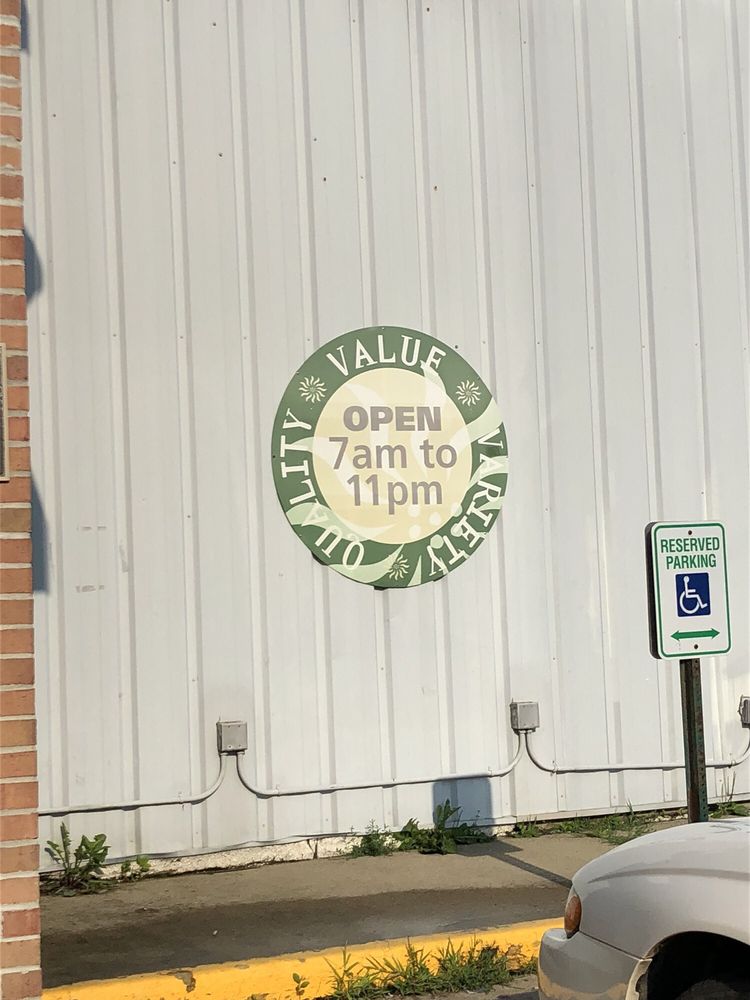 VALUE
VARIETY
QUALITY
OPEN
7am to
11pm
RESERVED
PARKING